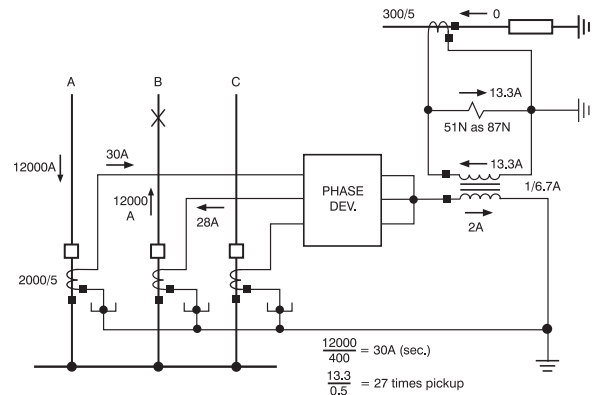 300/5
0
A
B
C
13.3A
51N as 87N
12000A
30A
13.3A
1/6.7A
12000
A
28A
PHASE
DEV.
2A
2000/5
12000
400
= 30A (sec.)
13.3
0.5
= 27 times pickup